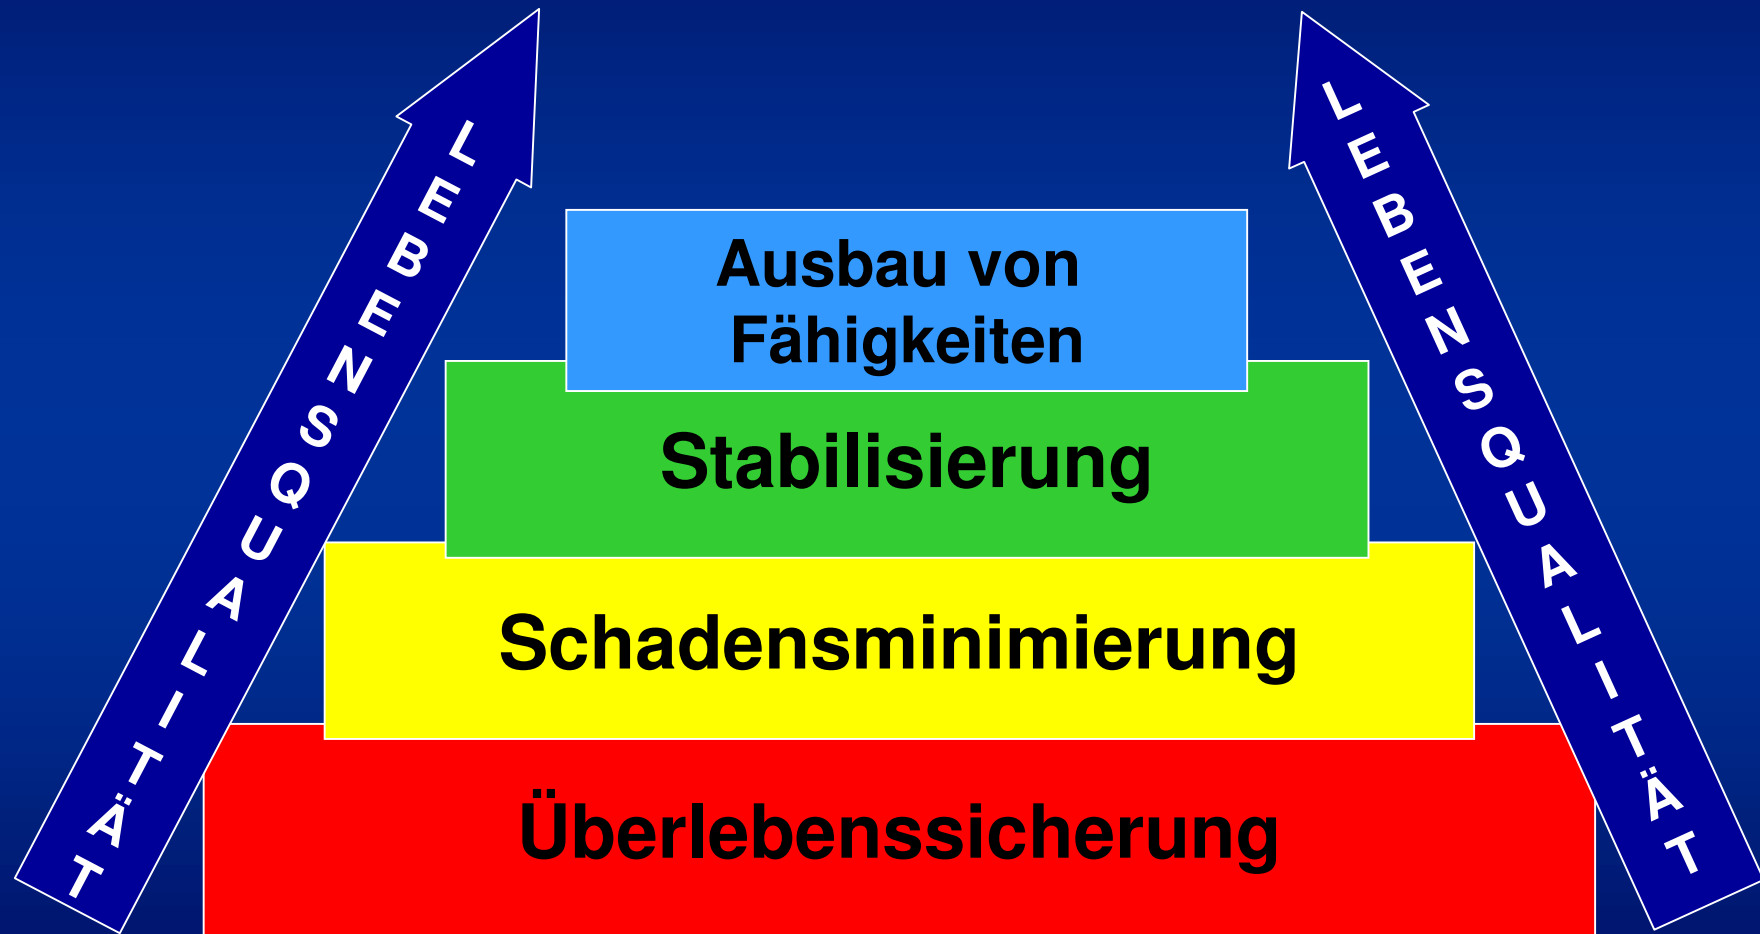 LEBENSQUALITÄT
LEBENSQUALITÄT
Ausbau von
Fähigkeiten
Stabilisierung
Schadensminimierung
Überlebenssicherung